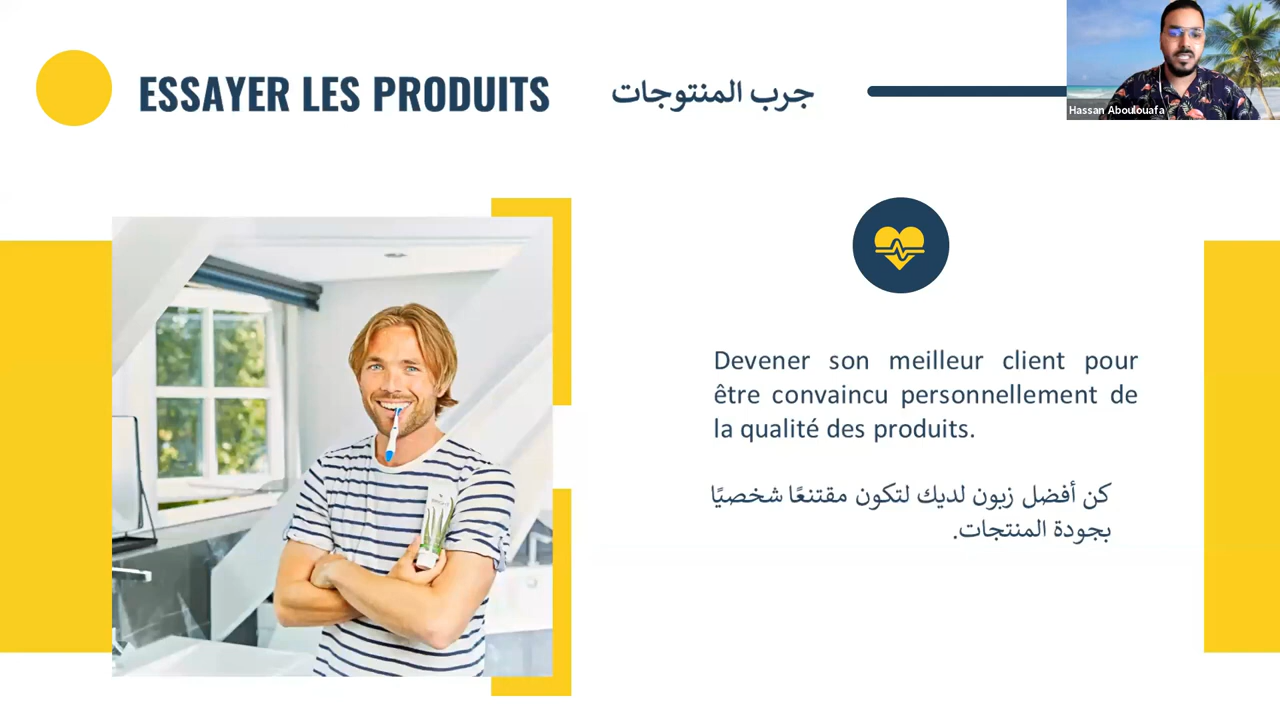 ESSAYER LES PRODUITS
جرب المنتوجات
Hassan Aboulouafa
Devener son meilleur client pour
être convaincu personnellement de
la qualité des produits.
كن أفضل زبون لديك لتكون مقتنعًا شخصيًا
بجودة المنتجات.